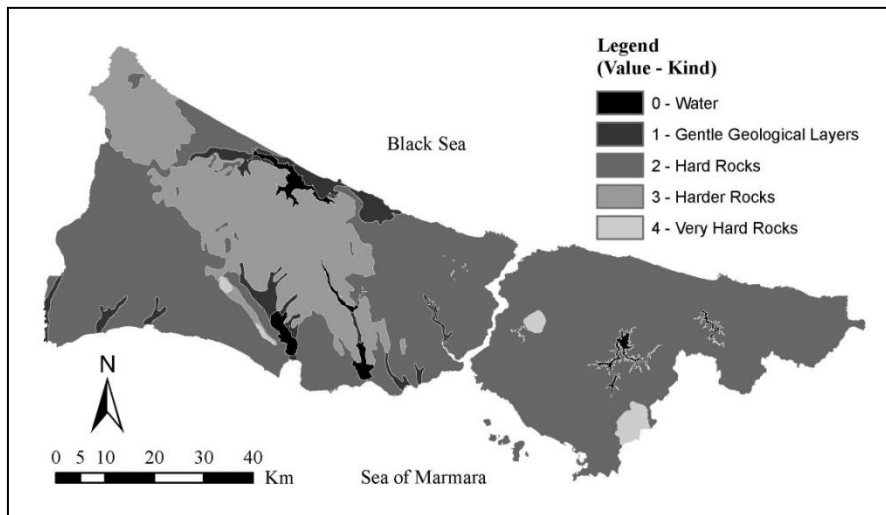 Legend
(Value - Kind)
0 - Water
1 - Gentle Geological Layers
2 - Hard Rocks
3 - Harder Rocks
4 - Very Hard Rocks
Black Sea
N
0 5 10 20 30 40
Km
Sea of Marmara